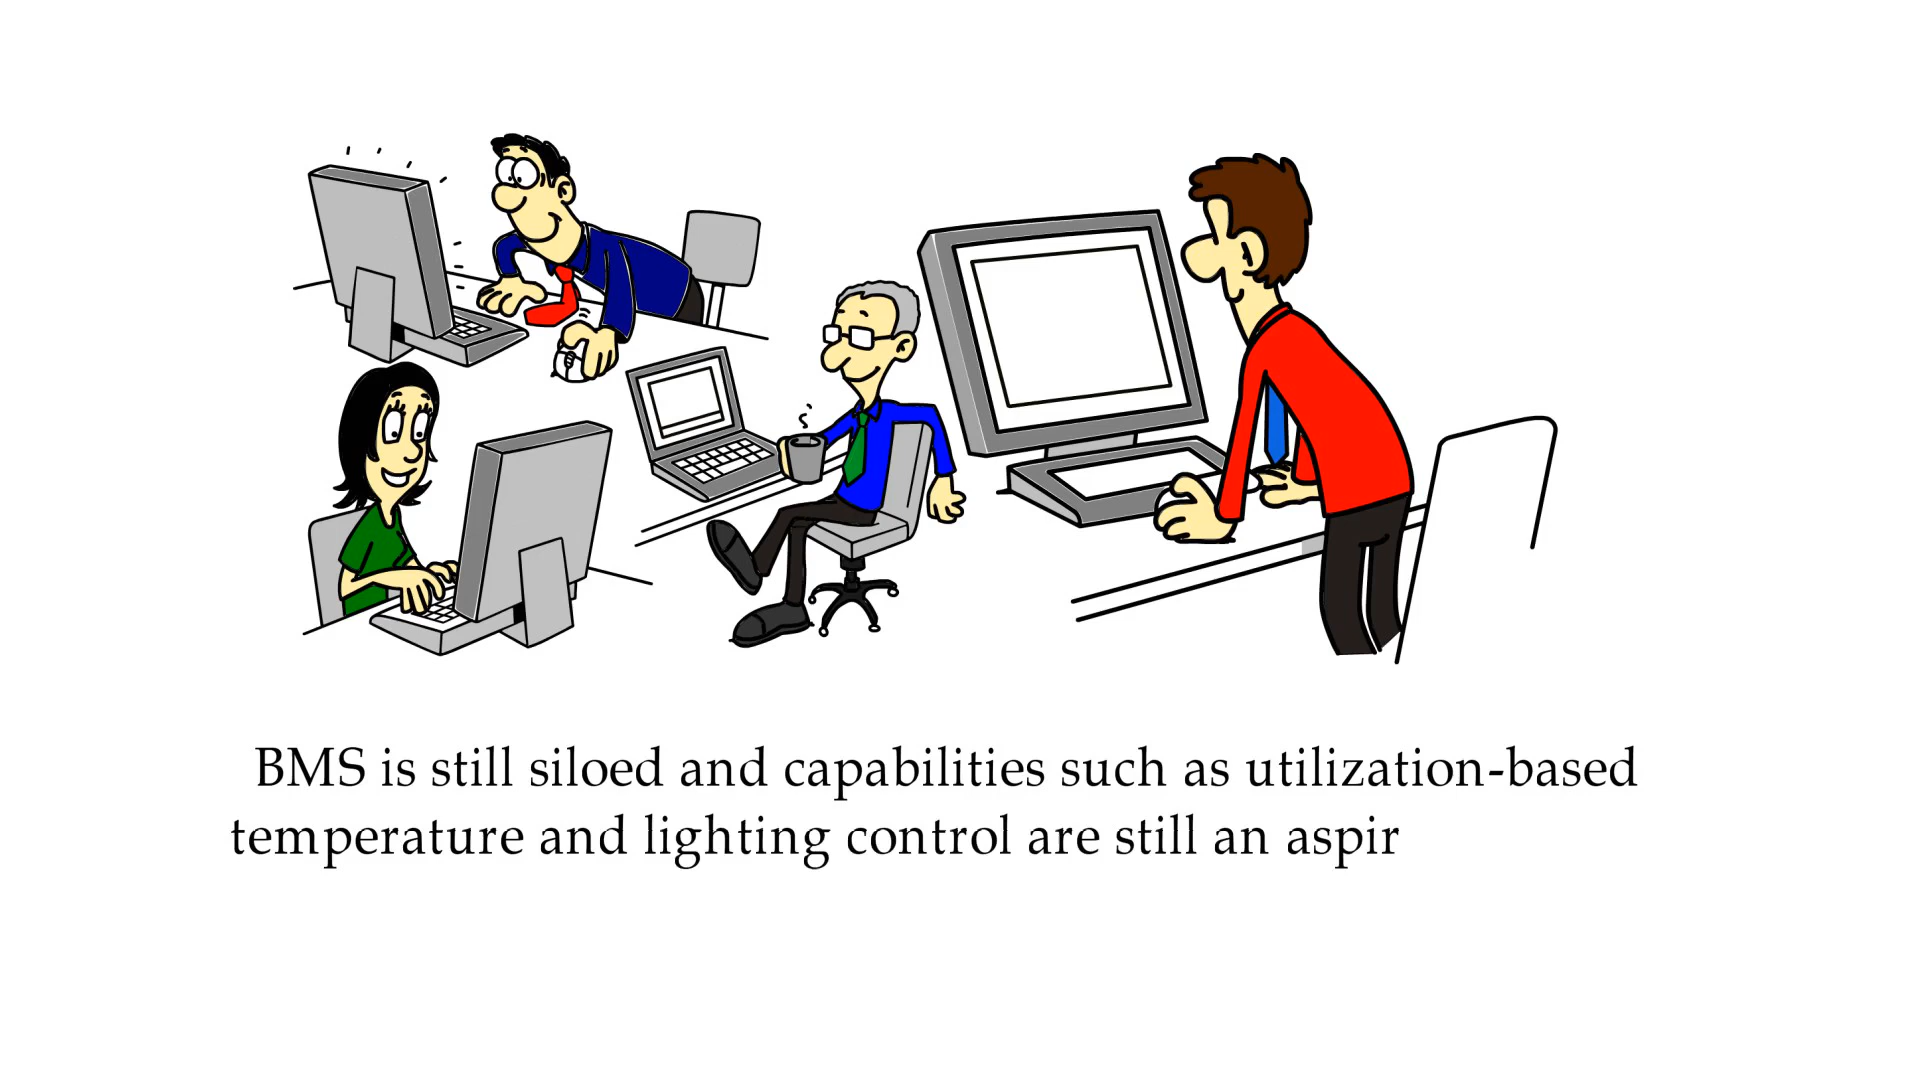 BMS is still siloed and capabilities such as utilization-based
temperature and lighting control are still an aspir